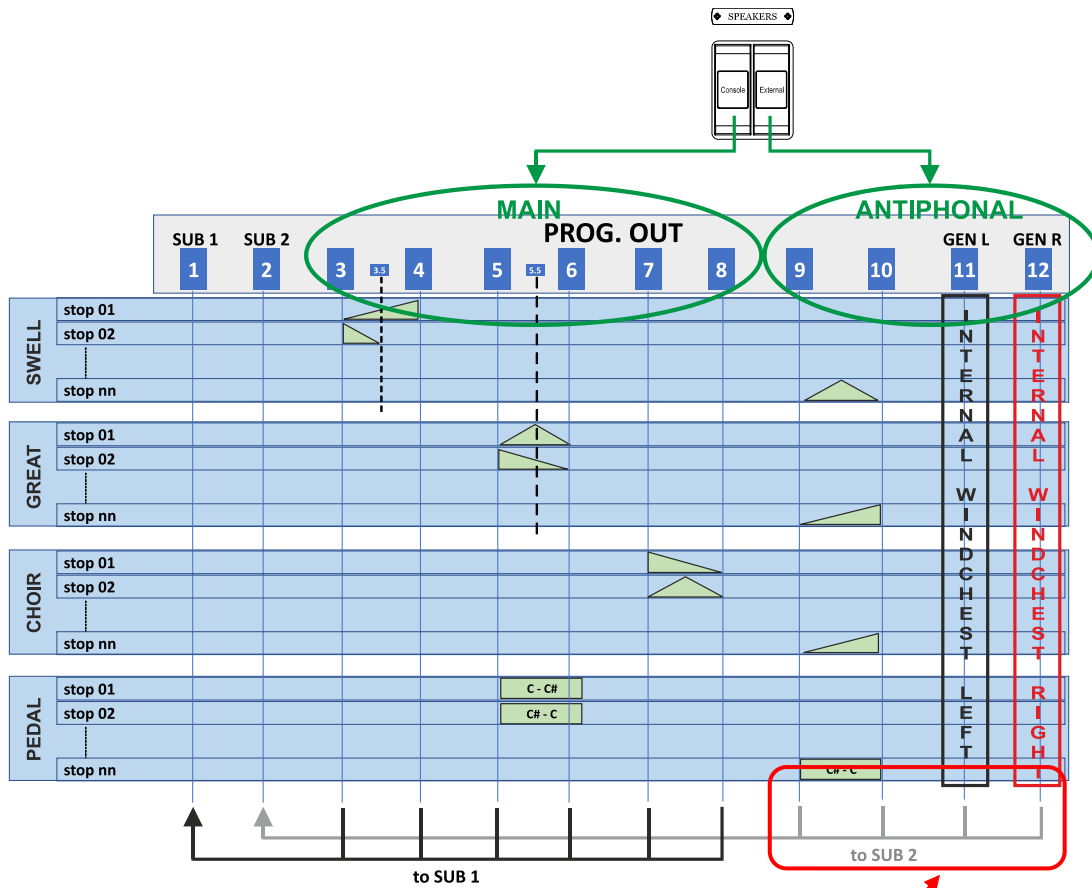 SPEAKERS
Console External
MAIN
ANTIPHONAL
PROG. OUT
SUB 1 SUB 2 GEN L GEN R
1 2 3 3.5 4 5 5.5 6 7 8 9 10 11 12
SWELL
stop 01
stop 02
stop nn
GREAT
stop 01
stop 02
stop nn
CHOIR
stop 01
stop 02
stop nn
PEDAL
stop 01 C - C#
stop 02 C# - C
stop nn C# - C
INTERNAL WINDCHEST LEFT
INTERNAL WINDCHEST RIGHT
to SUB 1
to SUB 2